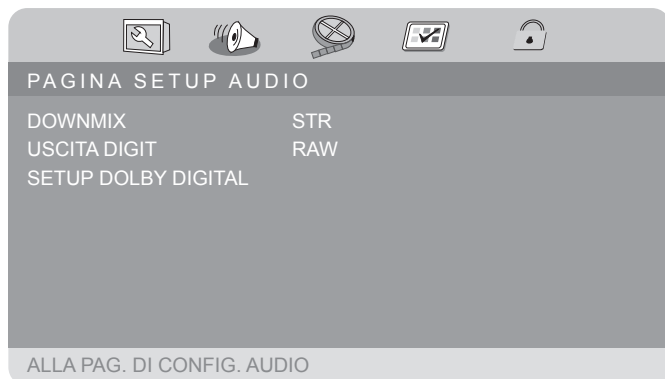 PAGINA SETUP AUDIO
DOWNMIX STR
USCITA DIGIT RAW
SETUP DOLBY DIGITAL
ALLA PAG. DI CONFIG. AUDIO